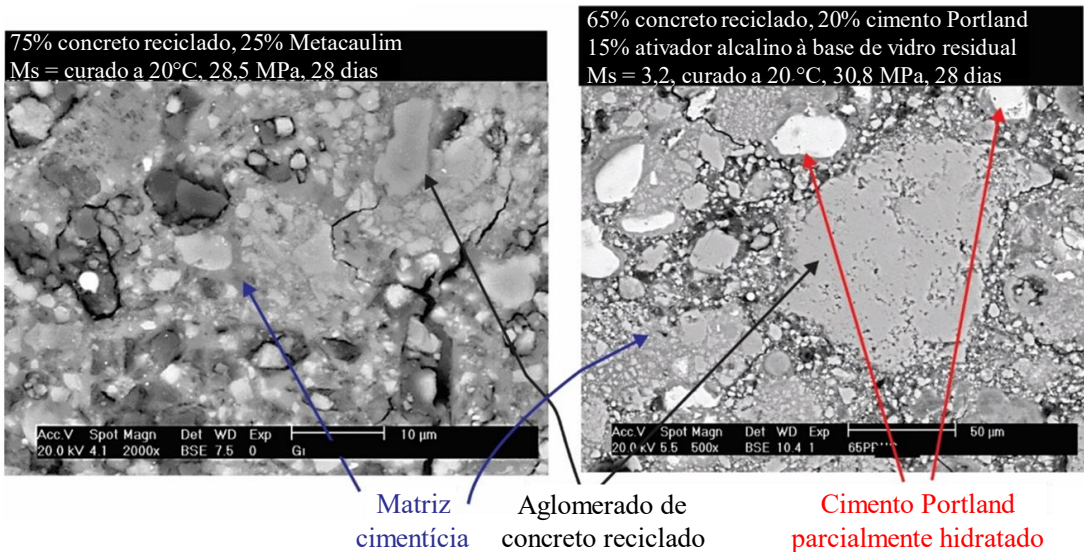 75% concreto reciclado, 25% Metacaulim
Ms = curado a 20°C, 28,5 MPa, 28 dias
65% concreto reciclado, 20% cimento Portland
15% ativador alcalino à base de vidro residual
Ms = 3,2, curado a 20 °C, 30,8 MPa, 28 dias
Acc.V Spot Magn Det WD Exp 10 µm
20.0 kV 4.1 2000x BSE 7.5 0
Acc.V Spot Magn Det WD Exp 50 µm
20.0 kV 5.5 500x BSE 10.4 1
Matriz
cimentícia
Aglomerado de
concreto reciclado
Cimento Portland
parcialmente hidratado